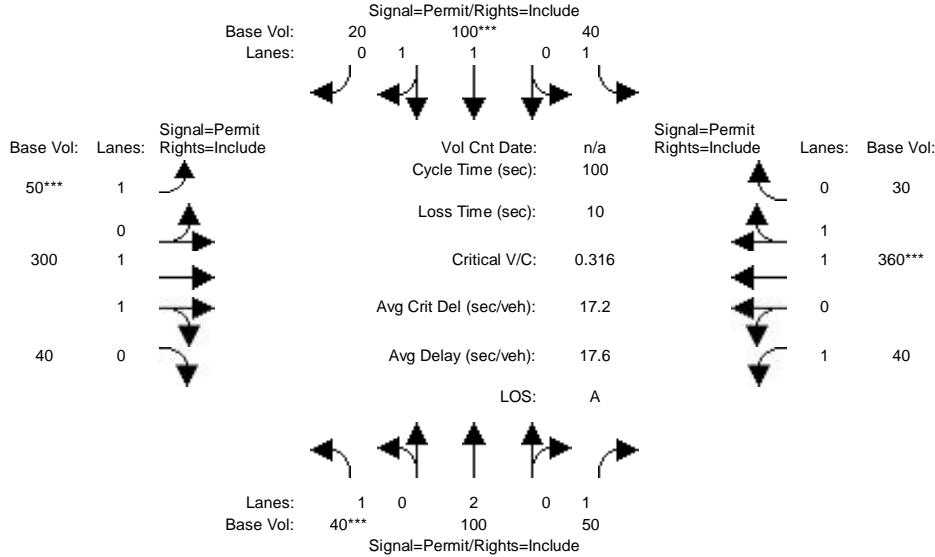 Signal=Permit/Rights=Include
Base Vol: 20 100*** 40
Lanes: 0 1 1 0 1
Signal=Permit
Rights=Include
Base Vol: Lanes:
50*** 1
0
300 1
1
40 0
Vol Cnt Date: n/a
Cycle Time (sec): 100
Loss Time (sec): 10
Critical V/C: 0.316
Avg Crit Del (sec/veh): 17.2
Avg Delay (sec/veh): 17.6
LOS: A
Signal=Permit
Rights=Include
Lanes: Base Vol:
0 30
1
1 360***
0
1 40
Lanes: 1 0 2 0 1
Base Vol: 40*** 100 50
Signal=Permit/Rights=Include